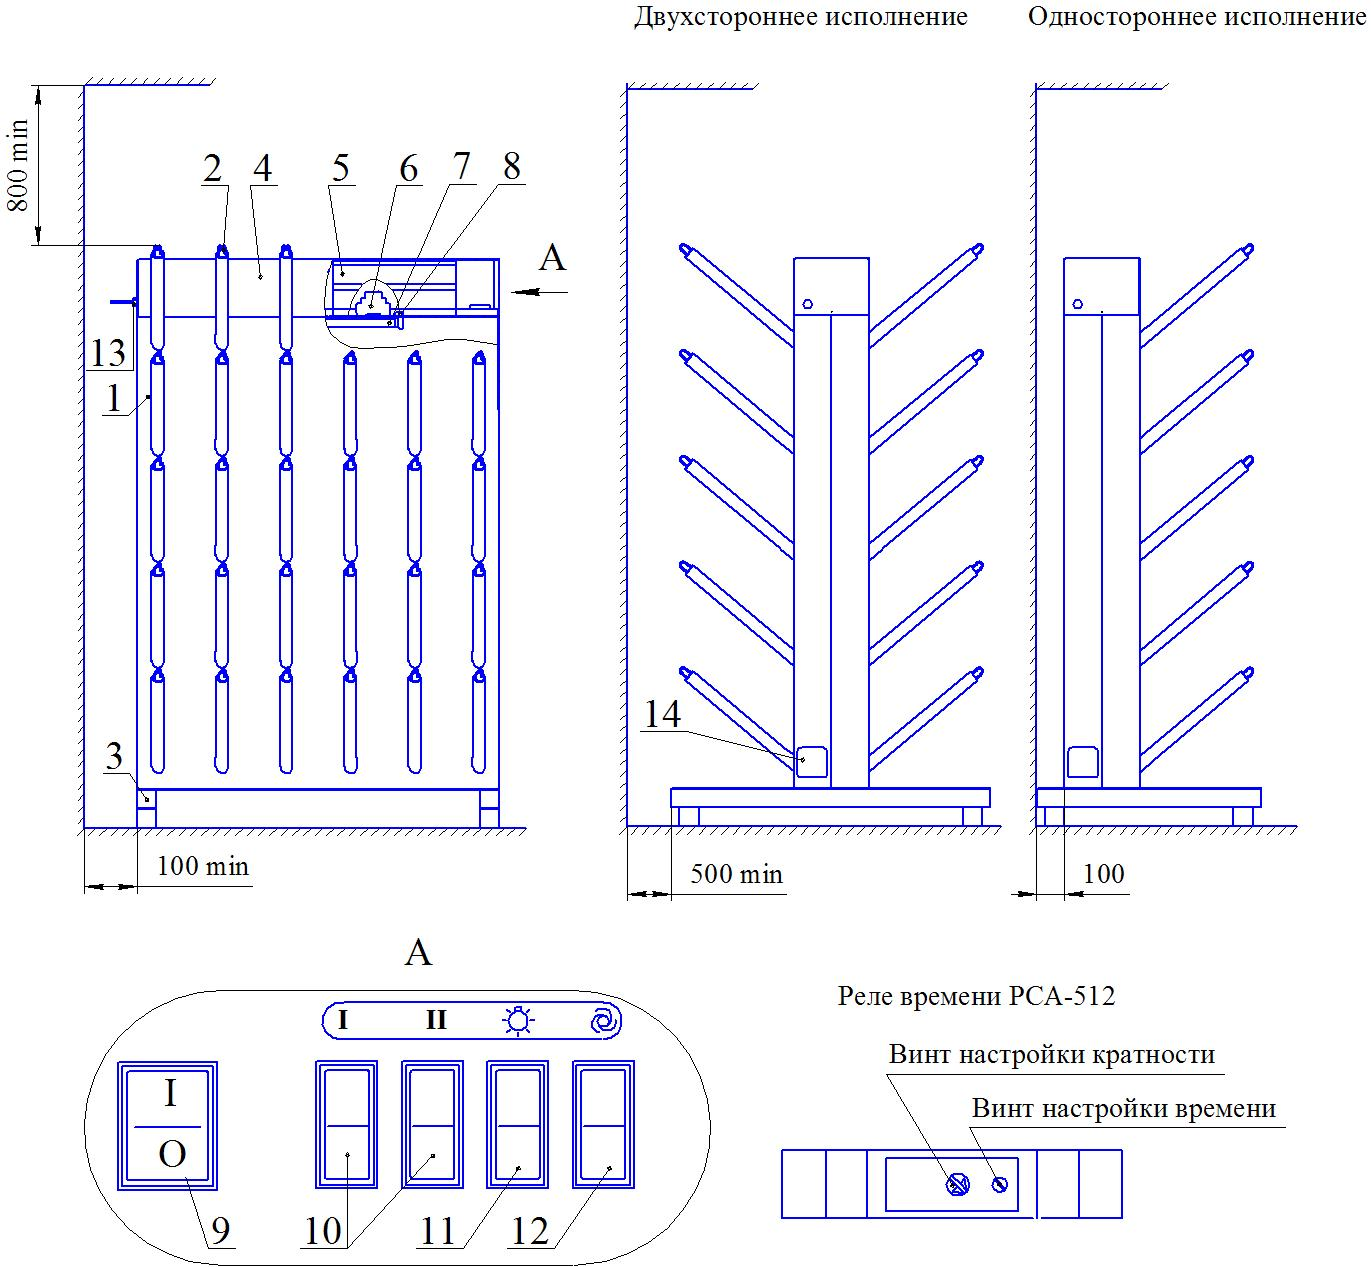 Двухстороннее исполнение
Одностороннее исполнение
800 min
2
4
5
6
7
8
А
13
1
14
3
100 min
500 min
100
А
I
II
I
O
9
10
11
12
Реле времени РСА-512
Винт настройки кратности
Винт настройки времени